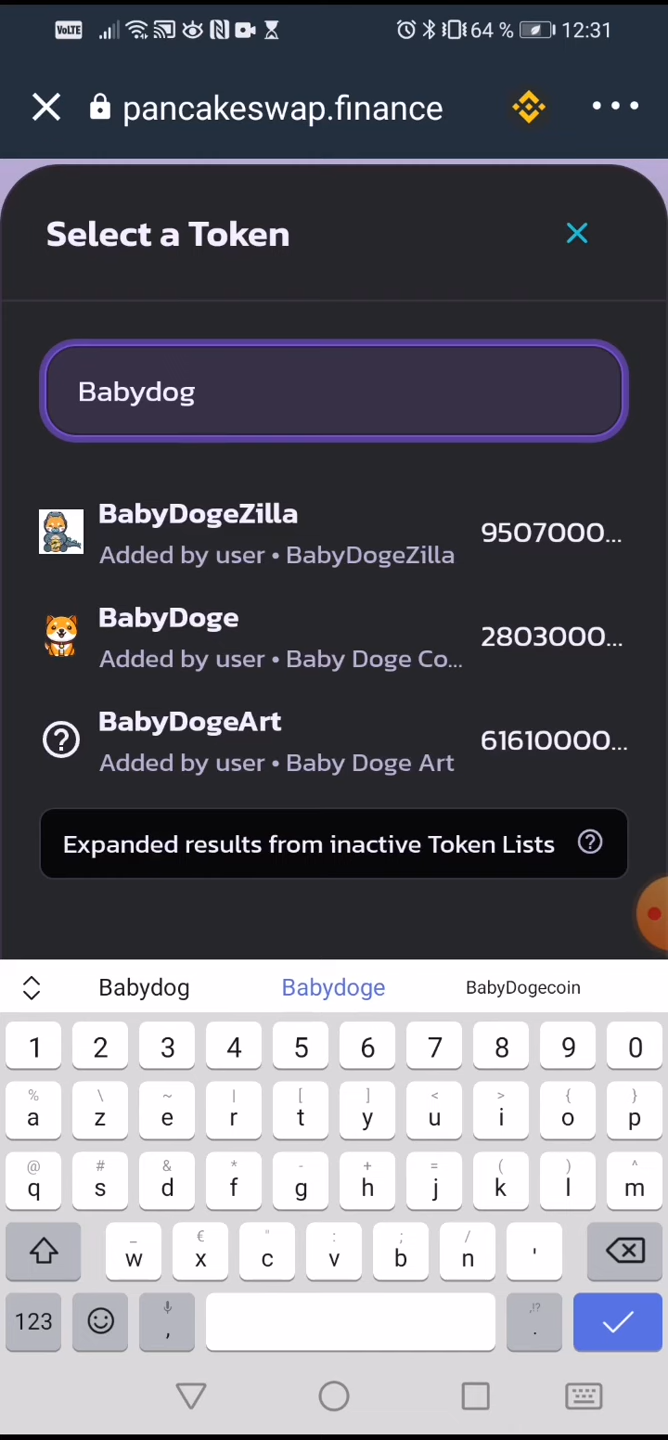 VoLTE 64 % 12:31
pancakeswap.finance
Select a Token
Babydog
BabyDogeZilla
Added by user • BabyDogeZilla
9507000...
BabyDoge
Added by user • Baby Doge Co...
2803000...
BabyDogeArt
Added by user • Baby Doge Art
61610000...
Expanded results from inactive Token Lists ?
Babydog Babydoge BabyDogecoin
1 2 3 4 5 6 7 8 9 0
% \ ~ | [ ] < > { }
a z e r t y u i o p
@ # & * - + = ( ) ^
q s d f g h j k l m
_ € " : ; /
w x c v b n '
123 , ,!? .